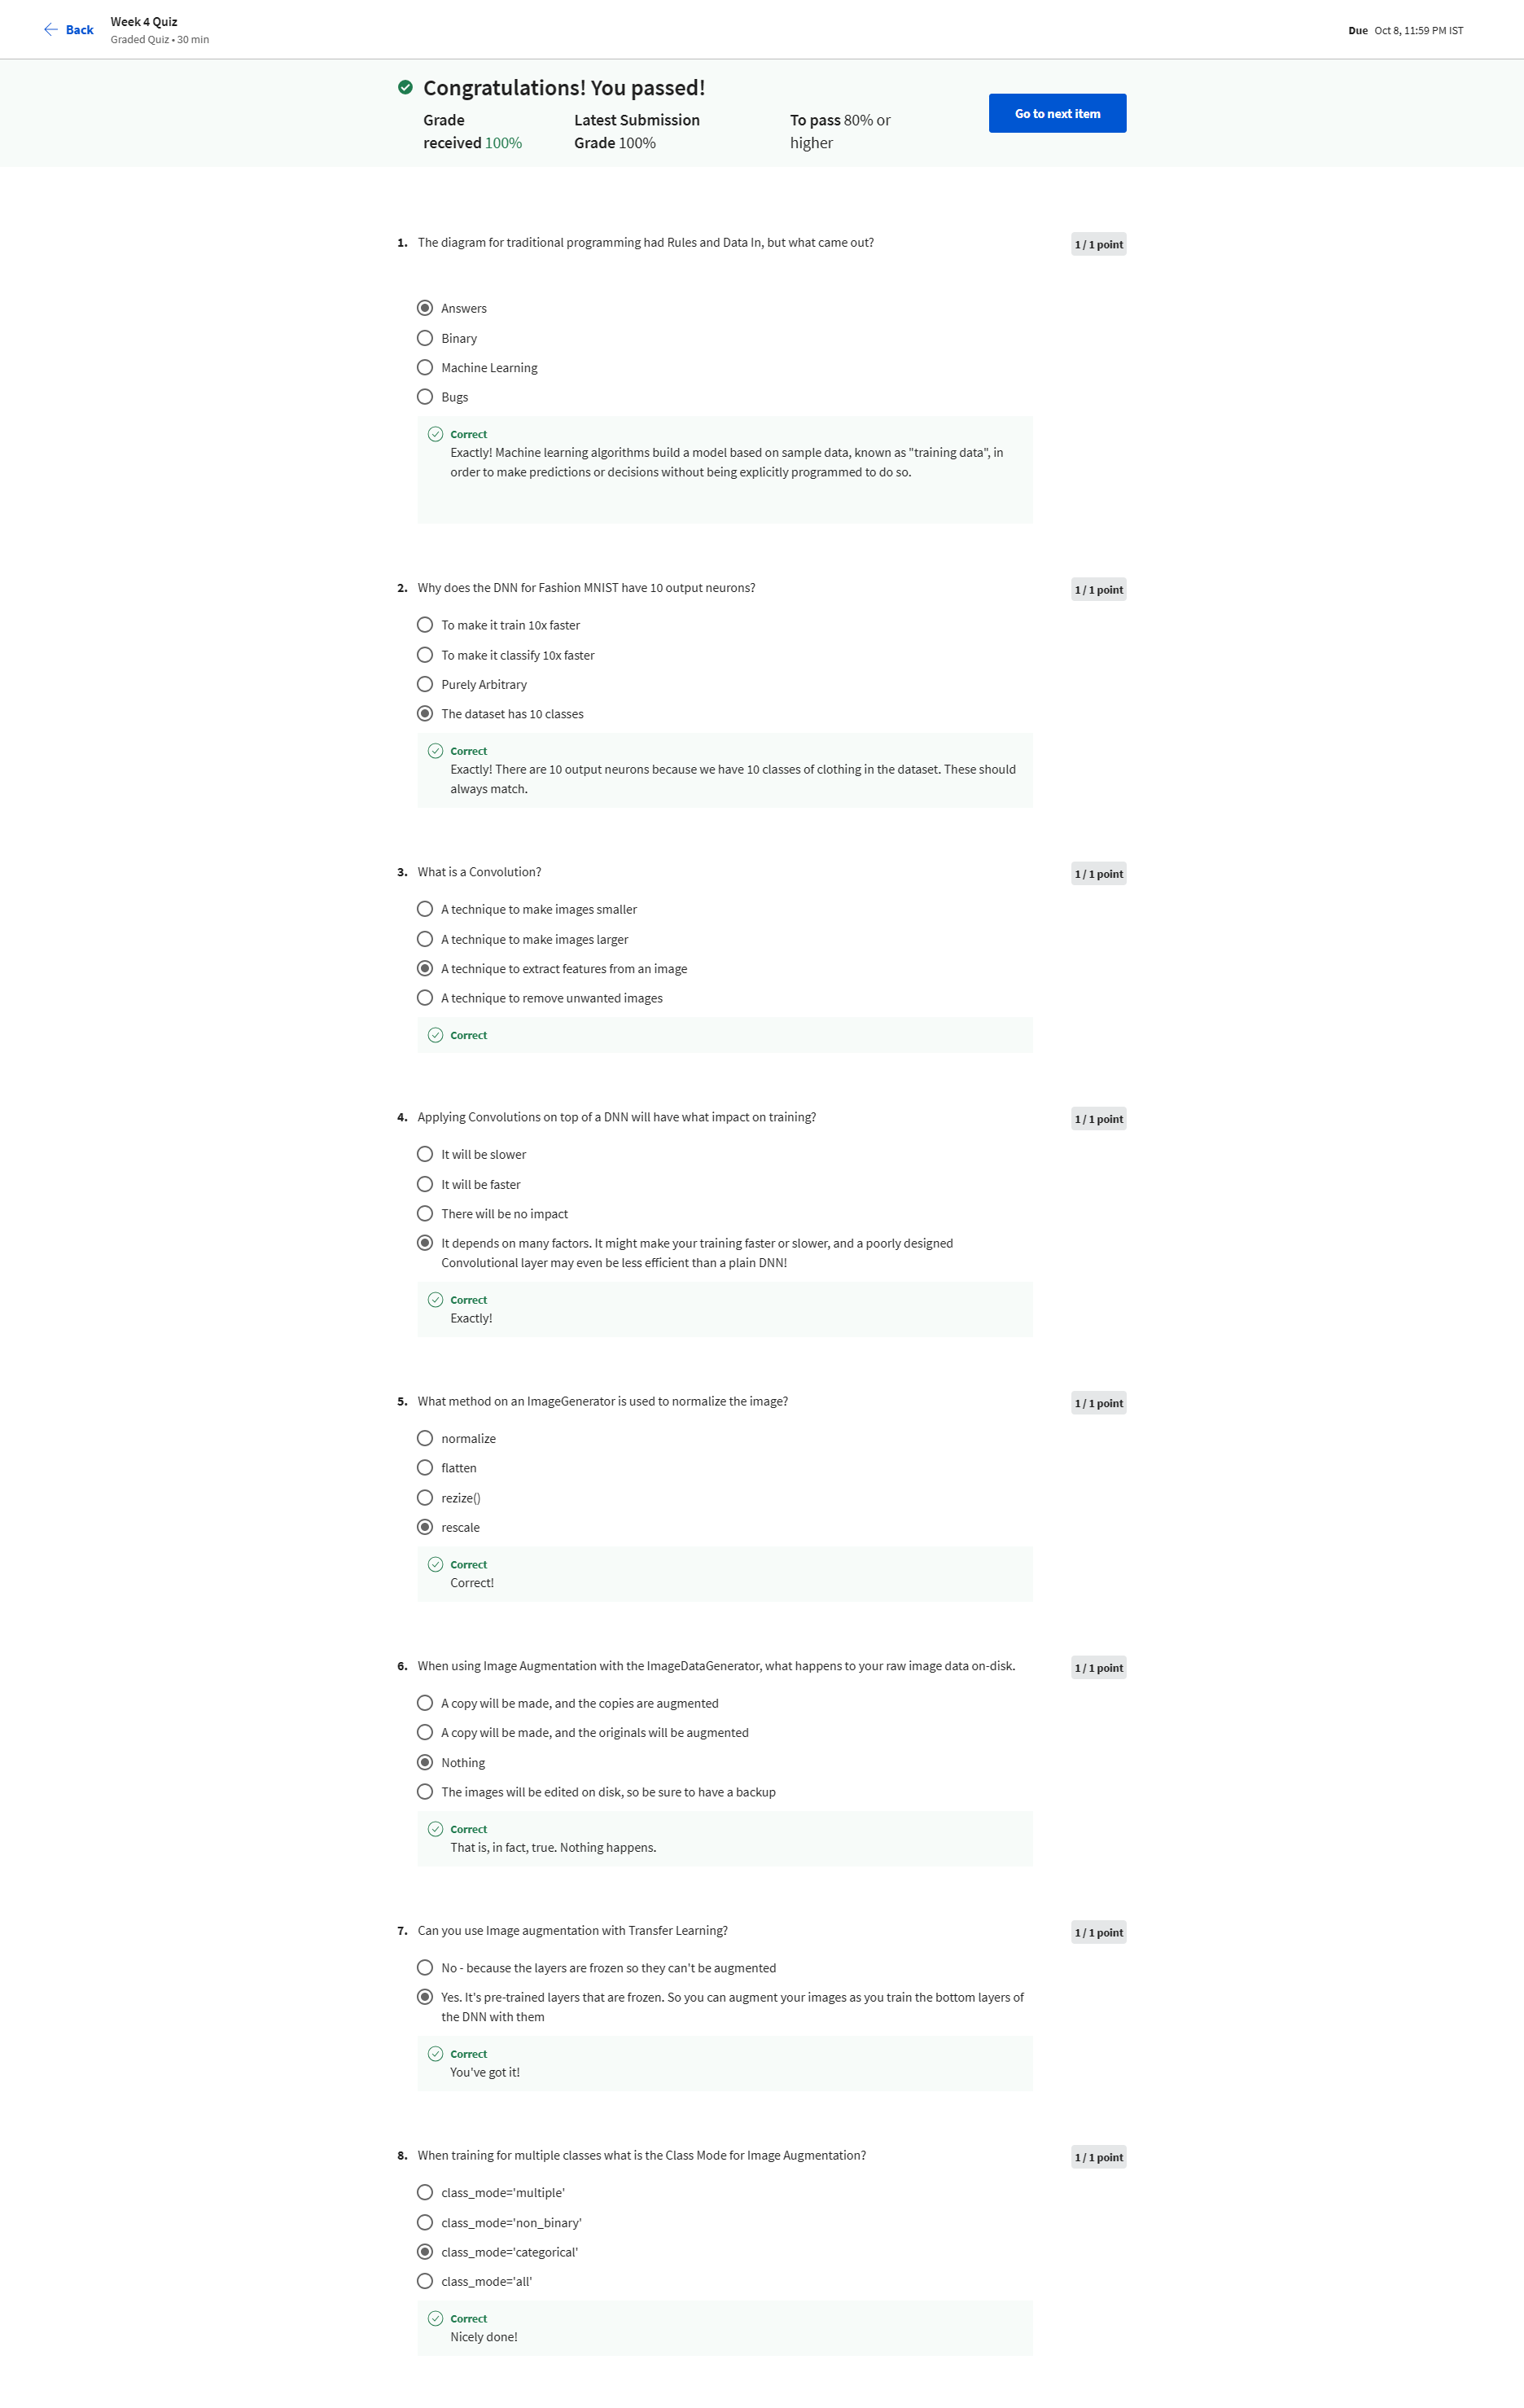 Back
Week 4 Quiz
Graded Quiz • 30 min
Due Oct 8, 11:59 PM IST
Congratulations! You passed!
Grade
received 100%
Latest Submission
Grade 100%
To pass 80% or
higher
Go to next item
1. The diagram for traditional programming had Rules and Data In, but what came out?
1 / 1 point
Answers
Binary
Machine Learning
Bugs
Correct
Exactly! Machine learning algorithms build a model based on sample data, known as "training data", in
order to make predictions or decisions without being explicitly programmed to do so.
2. Why does the DNN for Fashion MNIST have 10 output neurons?
1 / 1 point
To make it train 10x faster
To make it classify 10x faster
Purely Arbitrary
The dataset has 10 classes
Correct
Exactly! There are 10 output neurons because we have 10 classes of clothing in the dataset. These should
always match.
3. What is a Convolution?
1 / 1 point
A technique to make images smaller
A technique to make images larger
A technique to extract features from an image
A technique to remove unwanted images
Correct
4. Applying Convolutions on top of a DNN will have what impact on training?
1 / 1 point
It will be slower
It will be faster
There will be no impact
It depends on many factors. It might make your training faster or slower, and a poorly designed
Convolutional layer may even be less efficient than a plain DNN!
Correct
Exactly!
5. What method on an ImageGenerator is used to normalize the image?
1 / 1 point
normalize
flatten
rezize()
rescale
Correct
Correct!
6. When using Image Augmentation with the ImageDataGenerator, what happens to your raw image data on-disk.
1 / 1 point
A copy will be made, and the copies are augmented
A copy will be made, and the originals will be augmented
Nothing
The images will be edited on disk, so be sure to have a backup
Correct
That is, in fact, true. Nothing happens.
7. Can you use Image augmentation with Transfer Learning?
1 / 1 point
No - because the layers are frozen so they can't be augmented
Yes. It's pre-trained layers that are frozen. So you can augment your images as you train the bottom layers of
the DNN with them
Correct
You've got it!
8. When training for multiple classes what is the Class Mode for Image Augmentation?
1 / 1 point
class_mode='multiple'
class_mode='non_binary'
class_mode='categorical'
class_mode='all'
Correct
Nicely done!